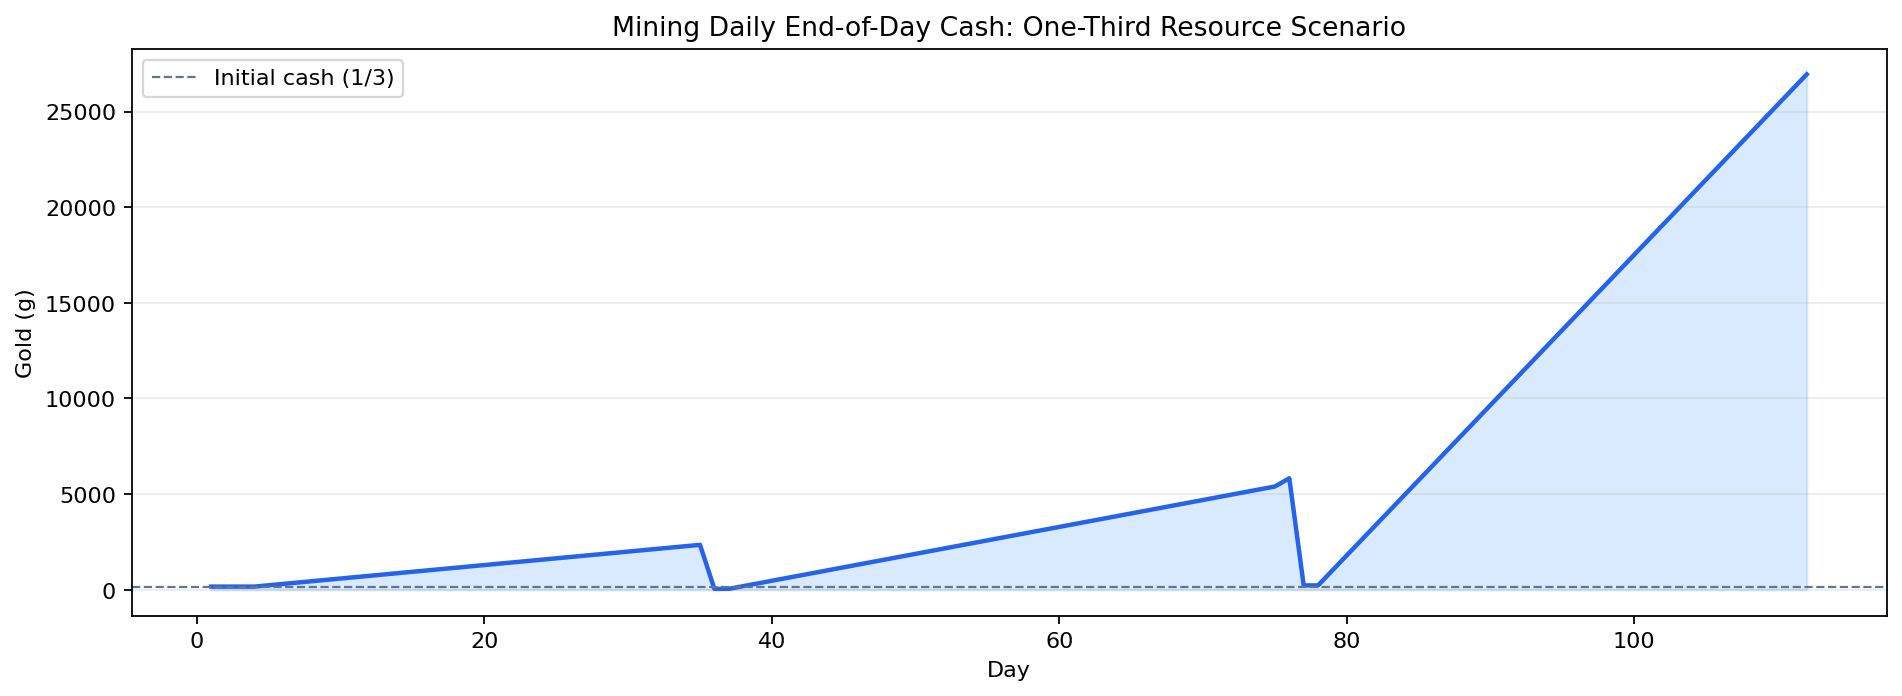 Mining Daily End-of-Day Cash: One-Third Resource Scenario
Initial cash (1/3)
Gold (g)
25000
20000
15000
10000
5000
0
0 20 40 60 80 100
Day